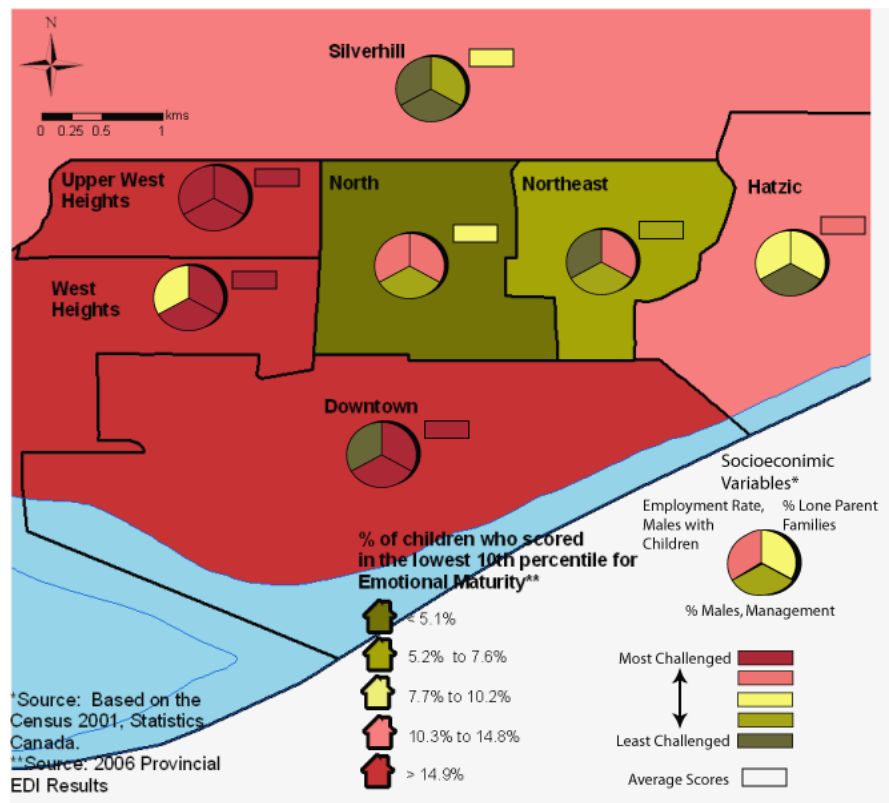 N
Silverhill
kms
0 0.25 0.5 1
Upper West
Heights
North
Northeast
Hatzic
West
Heights
Downtown
Socioeconimic
Variables*
Employment Rate,
Males with
Children
% Lone Parent
Families
% Males, Management
% of children who scored
in the lowest 10th percentile for
Emotional Maturity**
< 5.1%
5.2% to 7.6%
7.7% to 10.2%
10.3% to 14.8%
> 14.9%
Most Challenged
Least Challenged
Average Scores
*Source: Based on the
Census 2001, Statistics
Canada.
**Source: 2006 Provincial
EDI Results